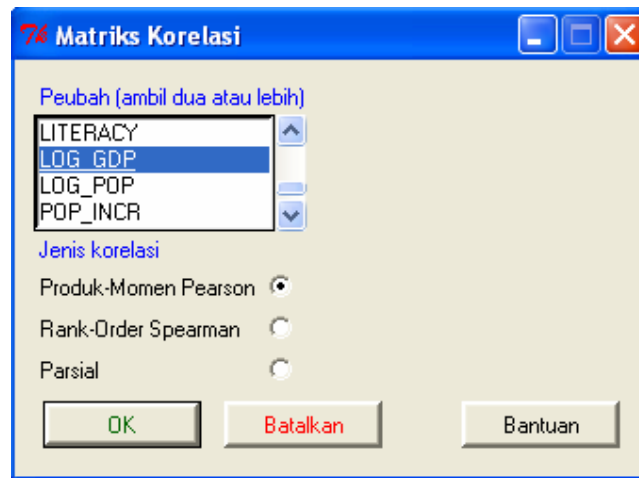 Matriks Korelasi
Peubah (ambil dua atau lebih)
LITERACY
LOG_GDP
LOG_POP
POP_INCR
Jenis korelasi
Produk-Momen Pearson
Rank-Order Spearman
Parsial
OK Batalkan Bantuan